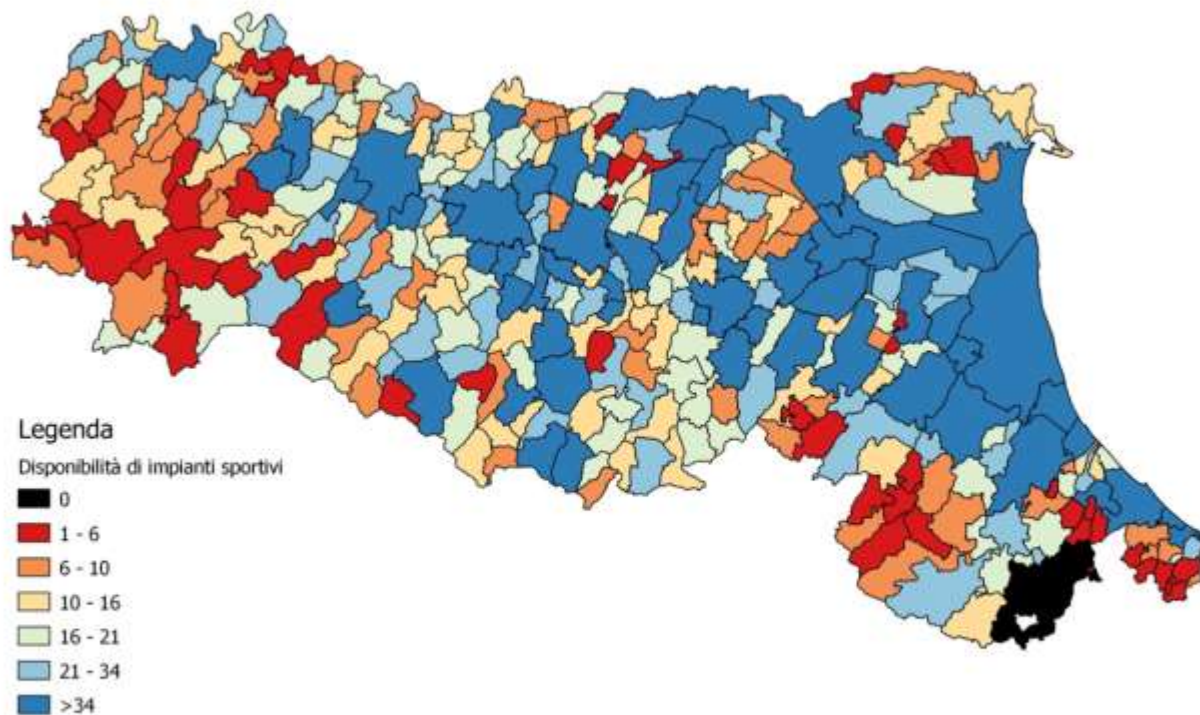 Legenda
Disponibilità di impianti sportivi
0
1 - 6
6 - 10
10 - 16
16 - 21
21 - 34
>34